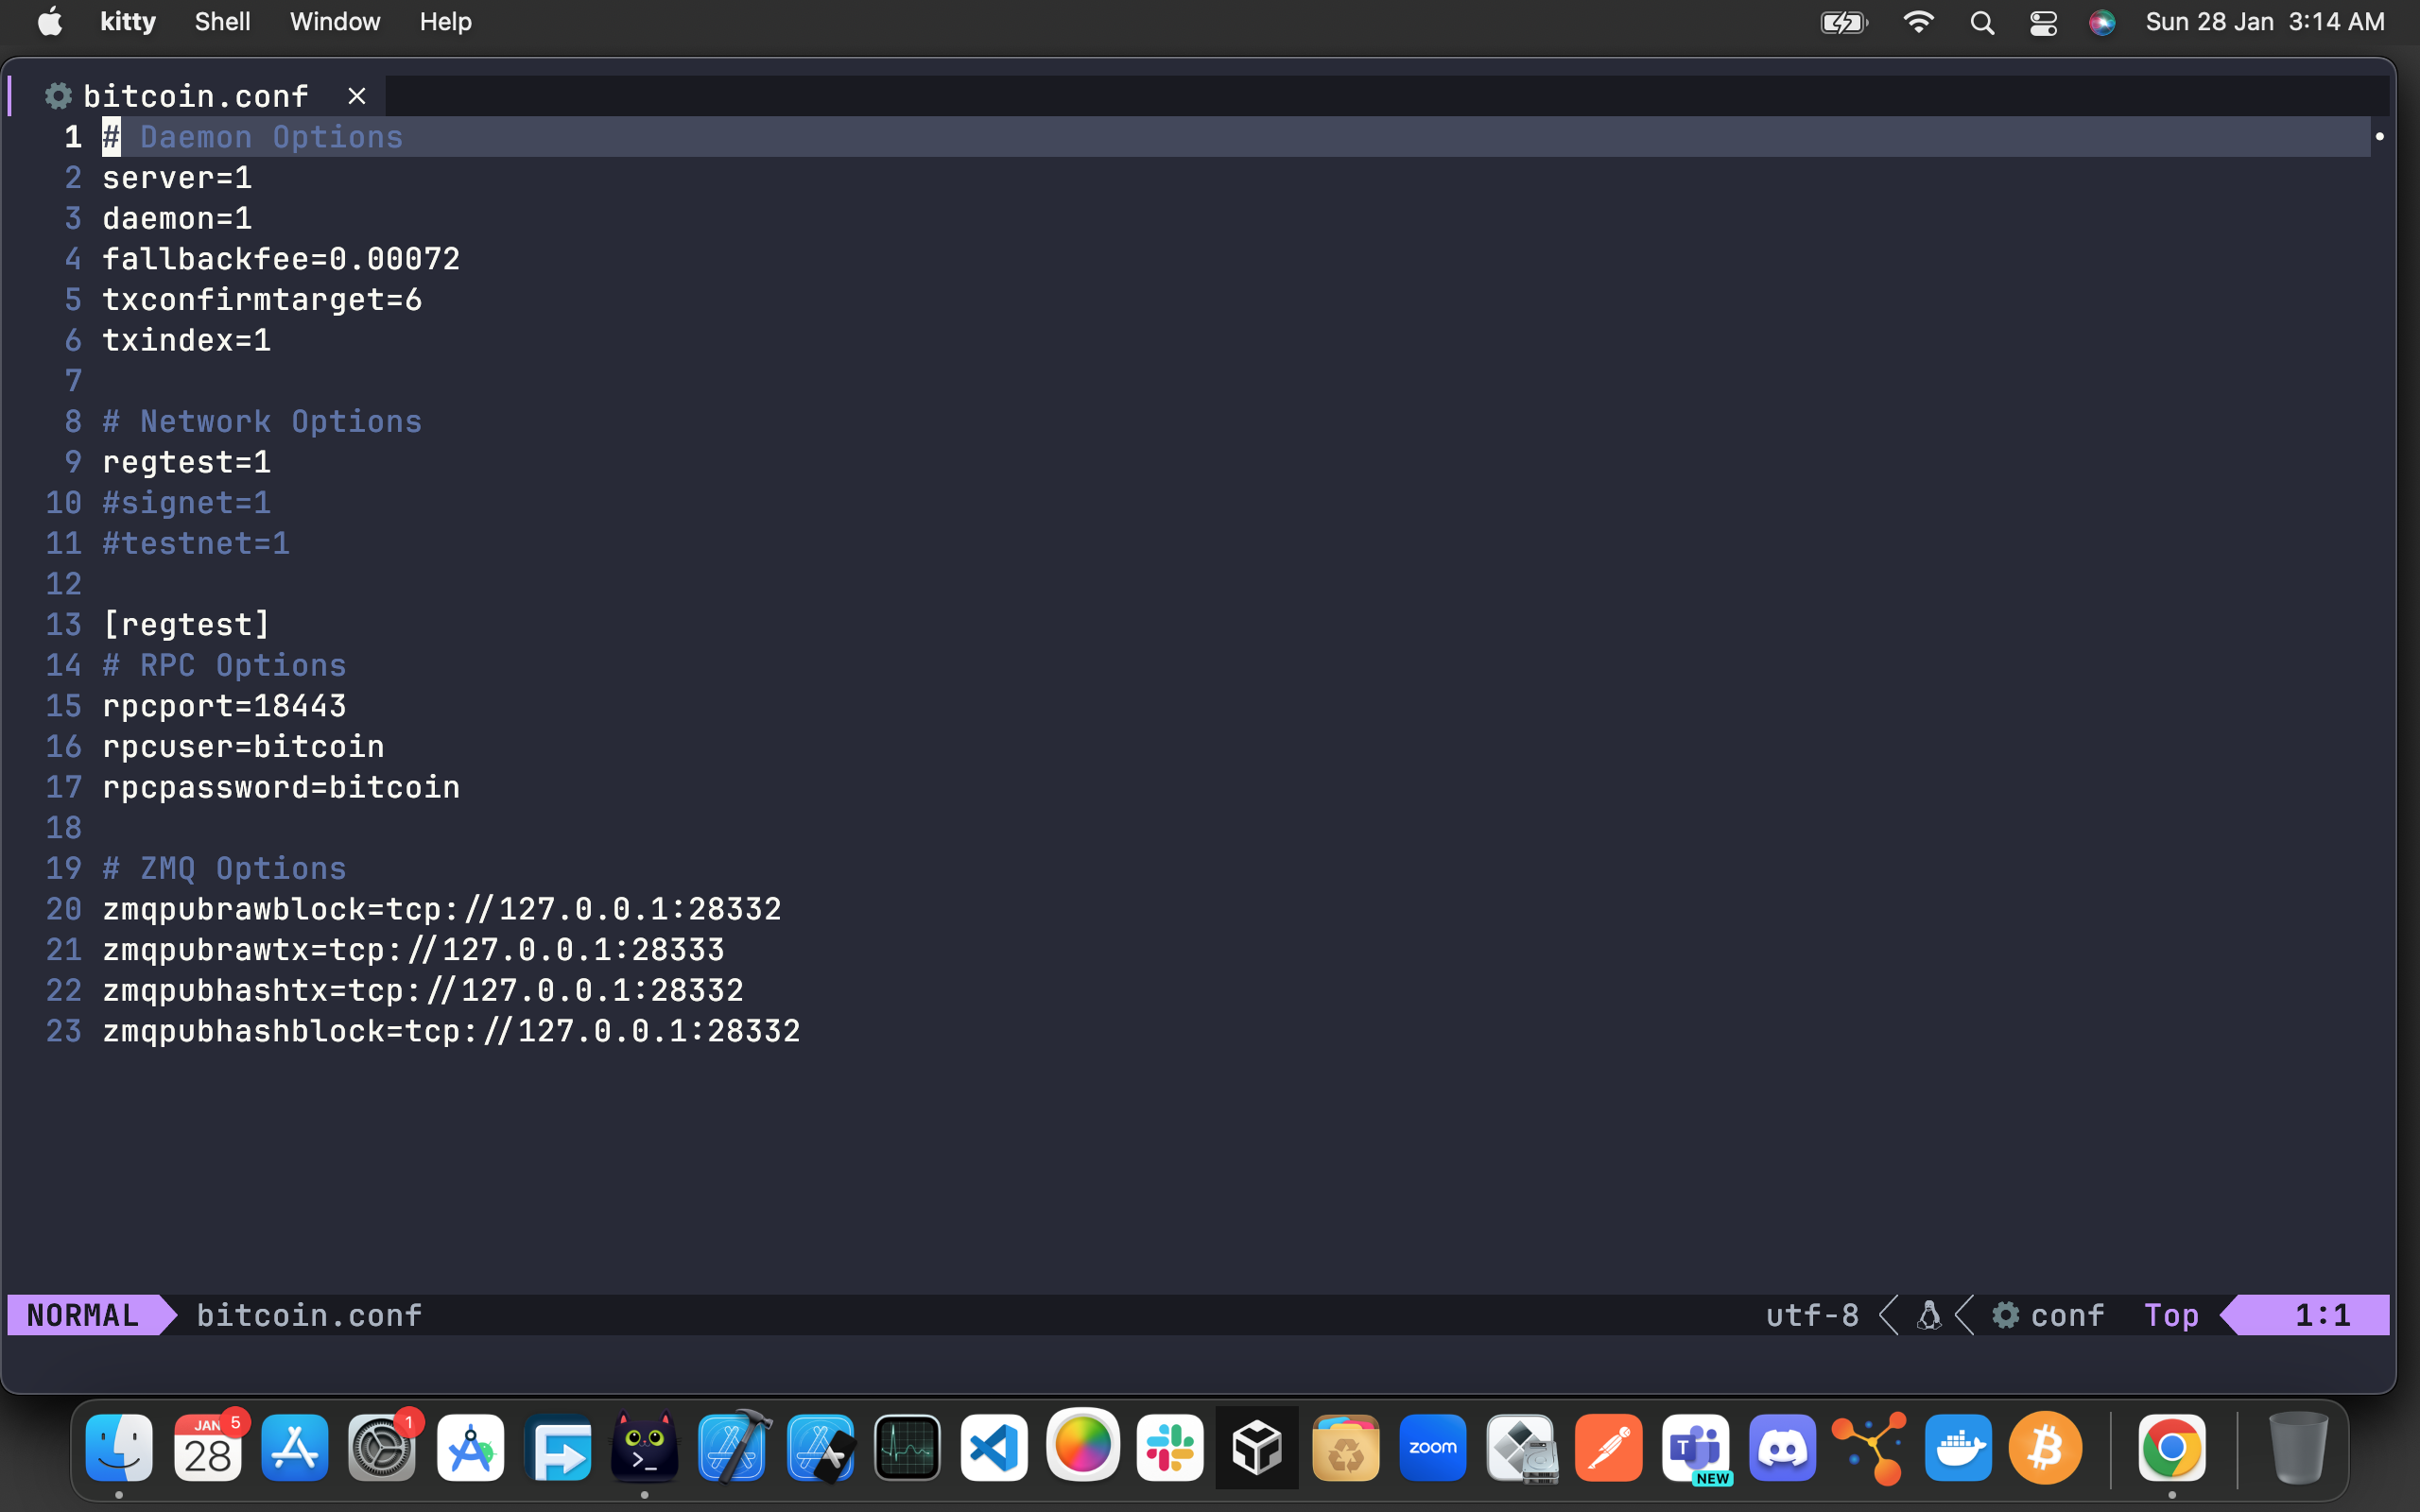 kitty Shell Window Help Sun 28 Jan 3:14 AM
bitcoin.conf ×
1 # Daemon Options
2 server=1
3 daemon=1
4 fallbackfee=0.00072
5 txconfirmtarget=6
6 txindex=1
7
8 # Network Options
9 regtest=1
10 #signet=1
11 #testnet=1
12
13 [regtest]
14 # RPC Options
15 rpcport=18443
16 rpcuser=bitcoin
17 rpcpassword=bitcoin
18
19 # ZMQ Options
20 zmqpubrawblock=tcp://127.0.0.1:28332
21 zmqpubrawtx=tcp://127.0.0.1:28333
22 zmqpubhashtx=tcp://127.0.0.1:28332
23 zmqpubhashblock=tcp://127.0.0.1:28332
NORMAL bitcoin.conf utf-8 conf Top 1:1
JAN 5 1
28 >_ zoom T NEW